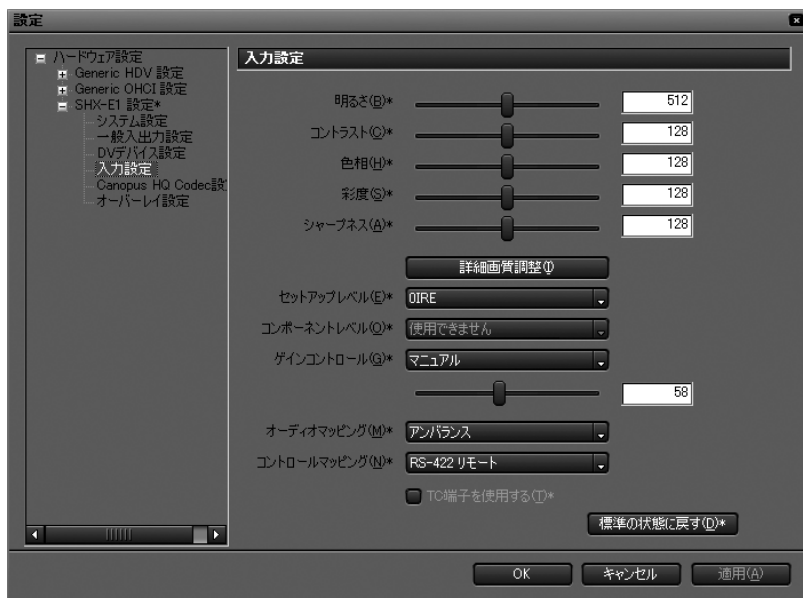 設定
ハードウェア設定
Generic HDV 設定
Generic OHCI 設定
SHX-E1 設定*
システム設定
一般入出力設定
DVデバイス設定
入力設定
Canopus HQ Codec設
オーバーレイ設定
入力設定
明るさ(B)* 512
コントラスト(C)* 128
色相(H)* 128
彩度(S)* 128
シャープネス(A)* 128
詳細画質調整(I)
セットアップレベル(E)* 0IRE
コンポーネントレベル(O)* 使用できません
ゲインコントロール(G)* マニュアル
58
オーディオマッピング(M)* アンバランス
コントロールマッピング(N)* RS-422 リモート
TC端子を使用する(T)*
標準の状態に戻す(D)*
OK キャンセル 適用(A)